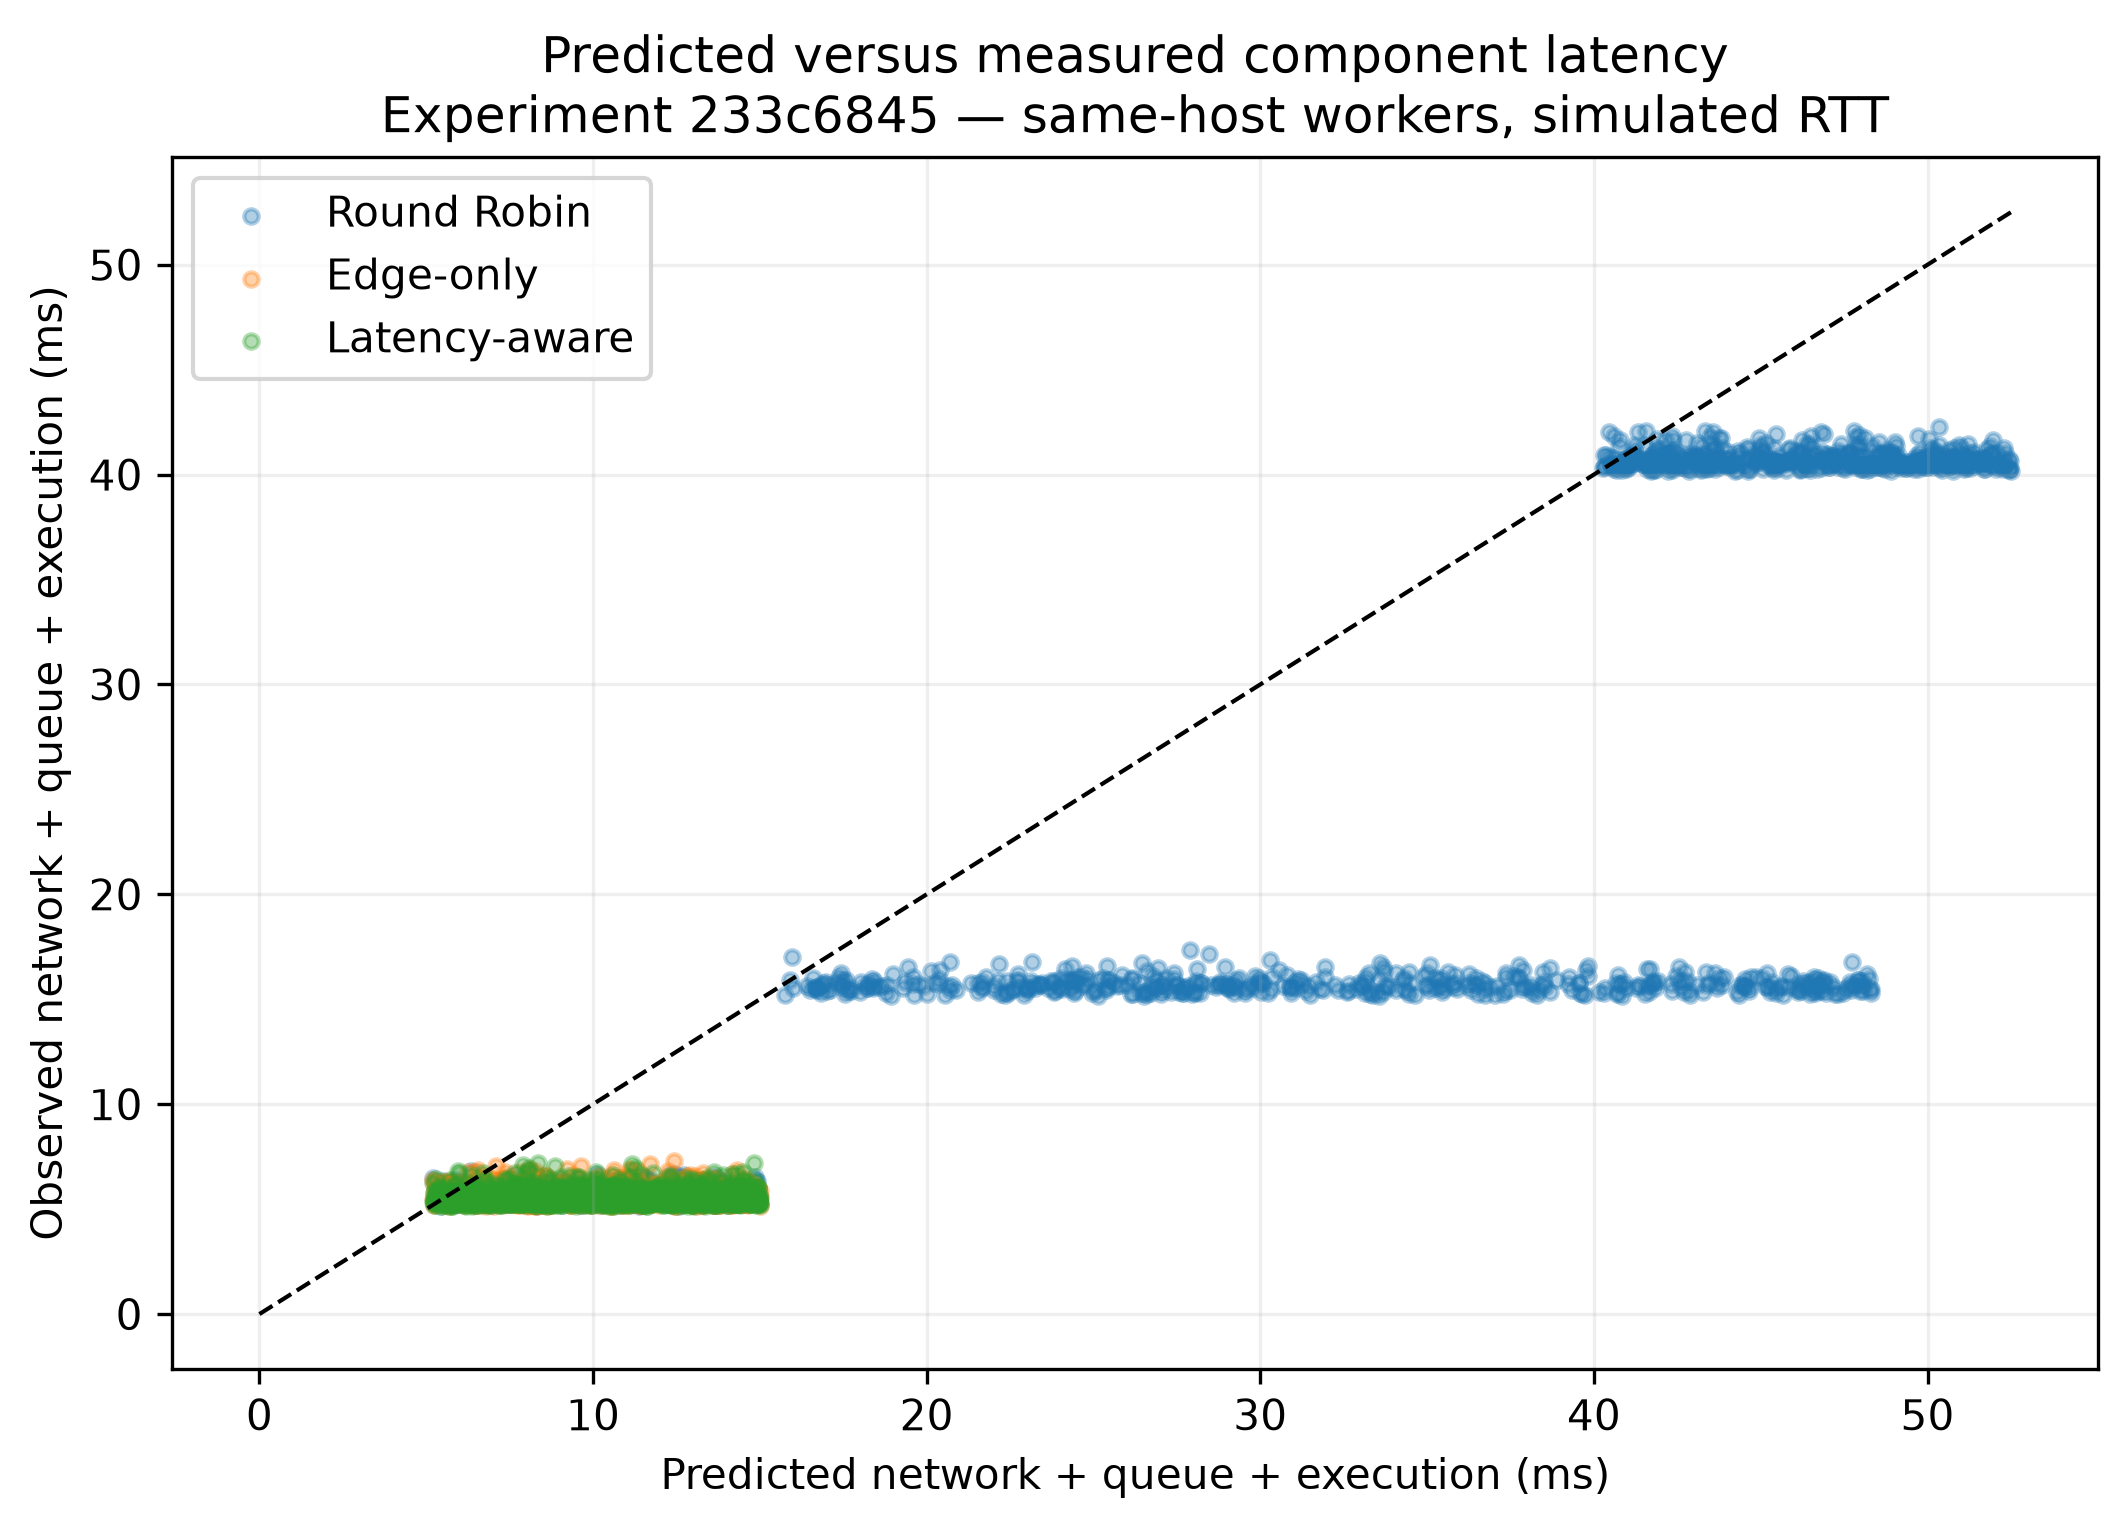 Predicted versus measured component latency
Experiment 233c6845 — same-host workers, simulated RTT
Round Robin
Edge-only
Latency-aware
Observed network + queue + execution (ms)
50
40
30
20
10
0
0 10 20 30 40 50
Predicted network + queue + execution (ms)